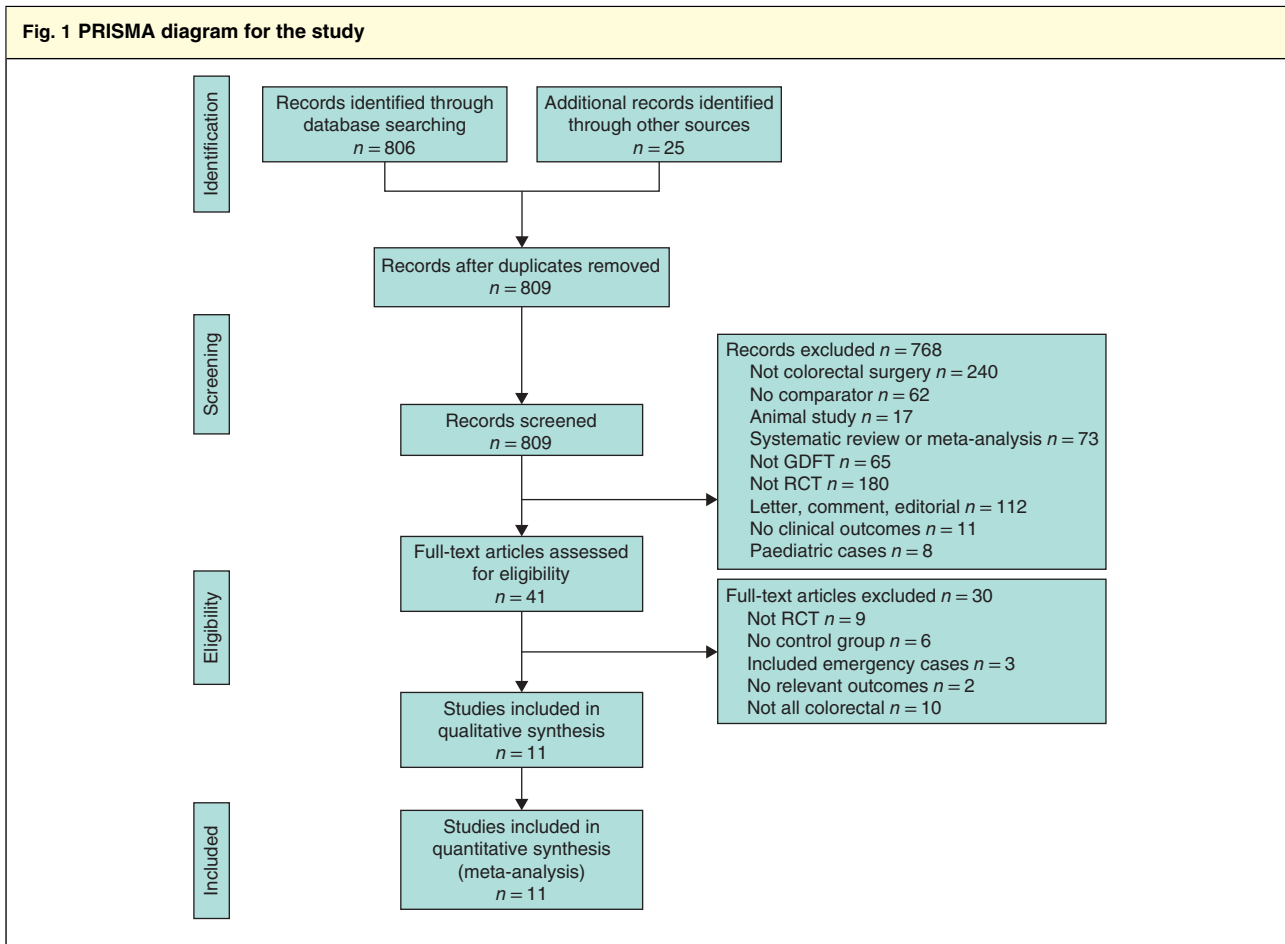 Fig. 1 PRISMA diagram for the study
Identification
Records identified through
database searching
n = 806
Additional records identified
through other sources
n = 25
Records after duplicates removed
n = 809
Screening
Records screened
n = 809
Records excluded n = 768
Not colorectal surgery n = 240
No comparator n = 62
Animal study n = 17
Systematic review or meta-analysis n = 73
Not GDFT n = 65
Not RCT n = 180
Letter, comment, editorial n = 112
No clinical outcomes n = 11
Paediatric cases n = 8
Eligibility
Full-text articles assessed
for eligibility
n = 41
Full-text articles excluded n = 30
Not RCT n = 9
No control group n = 6
Included emergency cases n = 3
No relevant outcomes n = 2
Not all colorectal n = 10
Studies included in
qualitative synthesis
n = 11
Included
Studies included in
quantitative synthesis
(meta-analysis)
n = 11